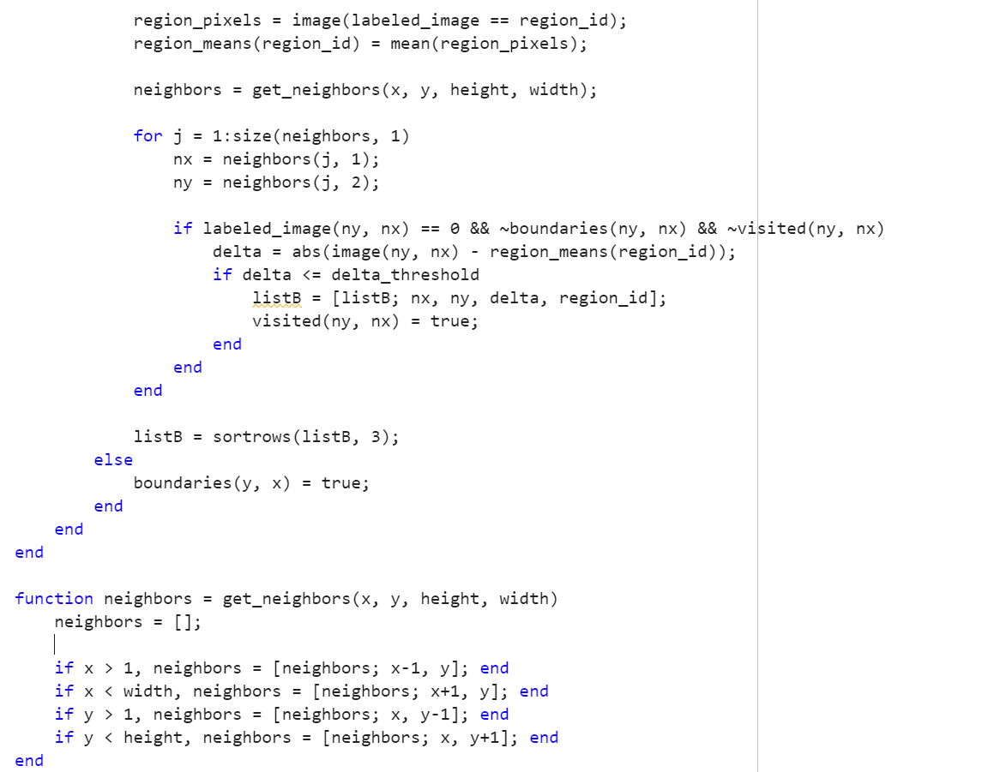 region_pixels = image(labeled_image == region_id);
region_means(region_id) = mean(region_pixels);
neighbors = get_neighbors(x, y, height, width);
for j = 1:size(neighbors, 1)
nx = neighbors(j, 1);
ny = neighbors(j, 2);
if labeled_image(ny, nx) == 0 && ~boundaries(ny, nx) && ~visited(ny, nx)
delta = abs(image(ny, nx) - region_means(region_id));
if delta <= delta_threshold
listB = [listB; nx, ny, delta, region_id];
visited(ny, nx) = true;
end
end
end
listB = sortrows(listB, 3);
else
boundaries(y, x) = true;
end
end
end
function neighbors = get_neighbors(x, y, height, width)
neighbors = [];
if x > 1, neighbors = [neighbors; x-1, y]; end
if x < width, neighbors = [neighbors; x+1, y]; end
if y > 1, neighbors = [neighbors; x, y-1]; end
if y < height, neighbors = [neighbors; x, y+1]; end
end